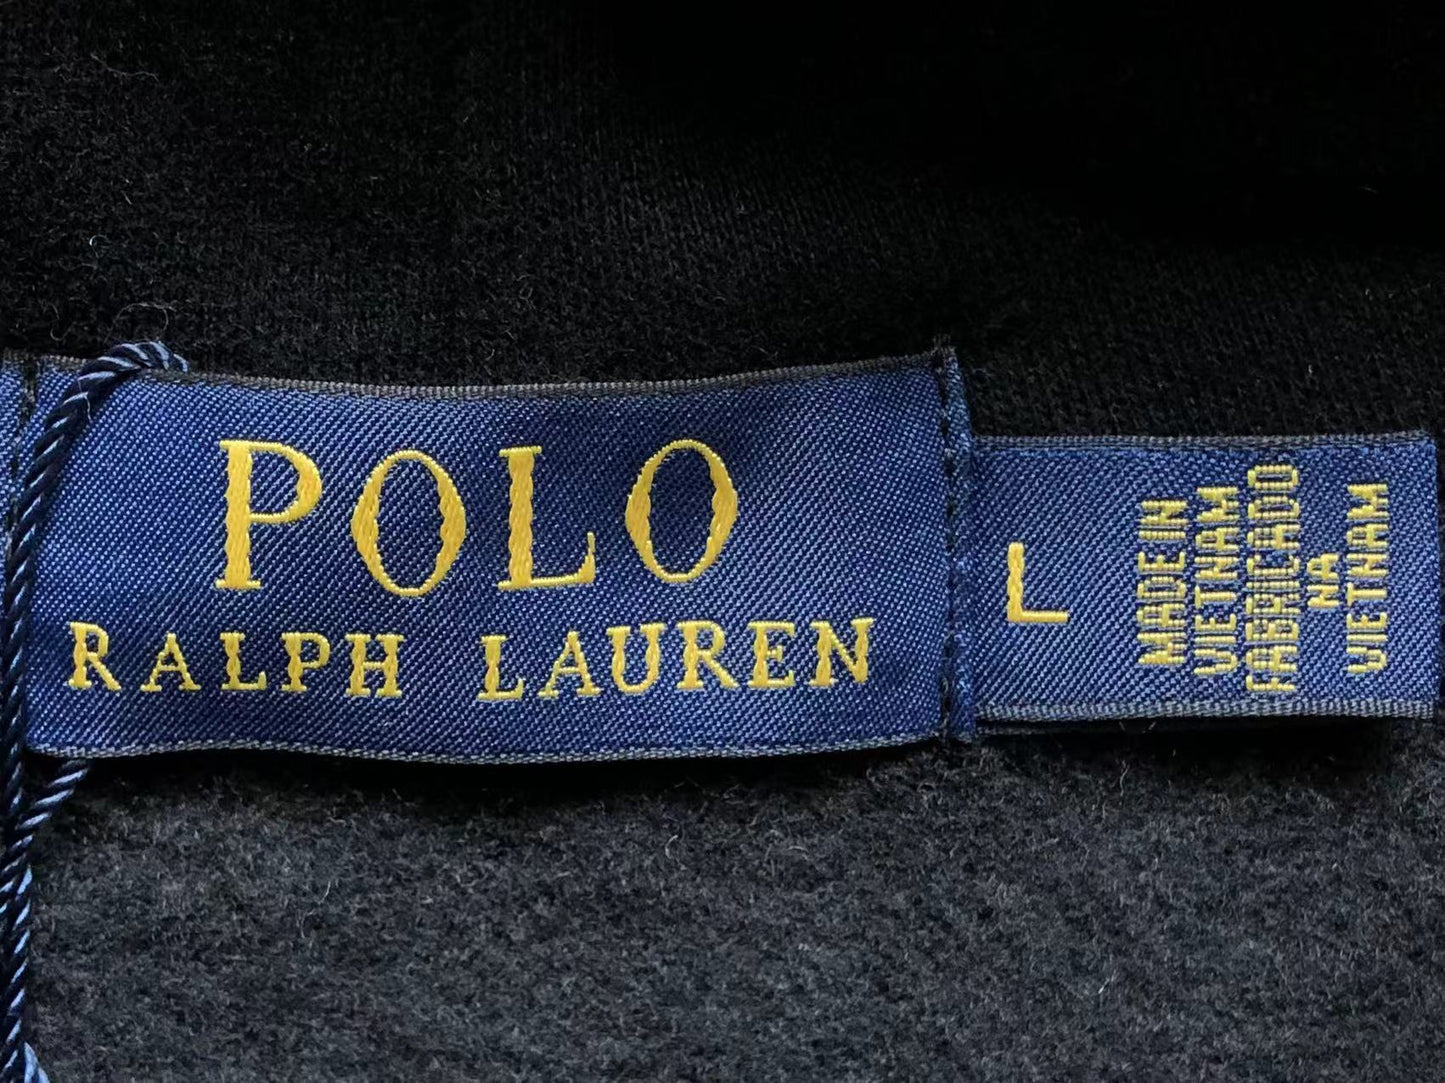 POLO
RALPH LAUREN
L
MADE IN
VIETNAM
FABRICADO
NA
VIETNAM